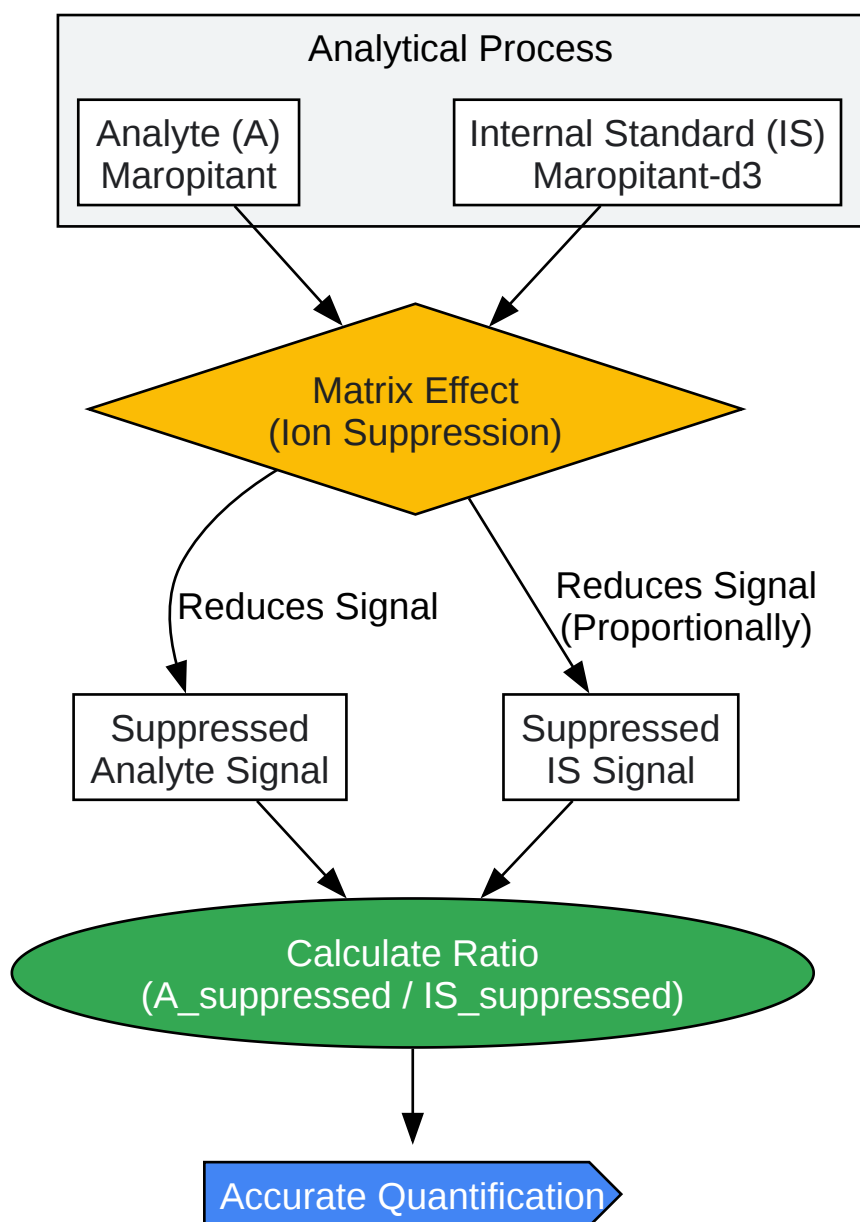 Analytical Process
Analyte (A)
Maropitant
Internal Standard (IS)
Maropitant-d3
Matrix Effect
(Ion Suppression)
Reduces Signal
Reduces Signal
(Proportionally)
Suppressed
Analyte Signal
Suppressed
IS Signal
Calculate Ratio
(A_suppressed / IS_suppressed)
Accurate Quantification